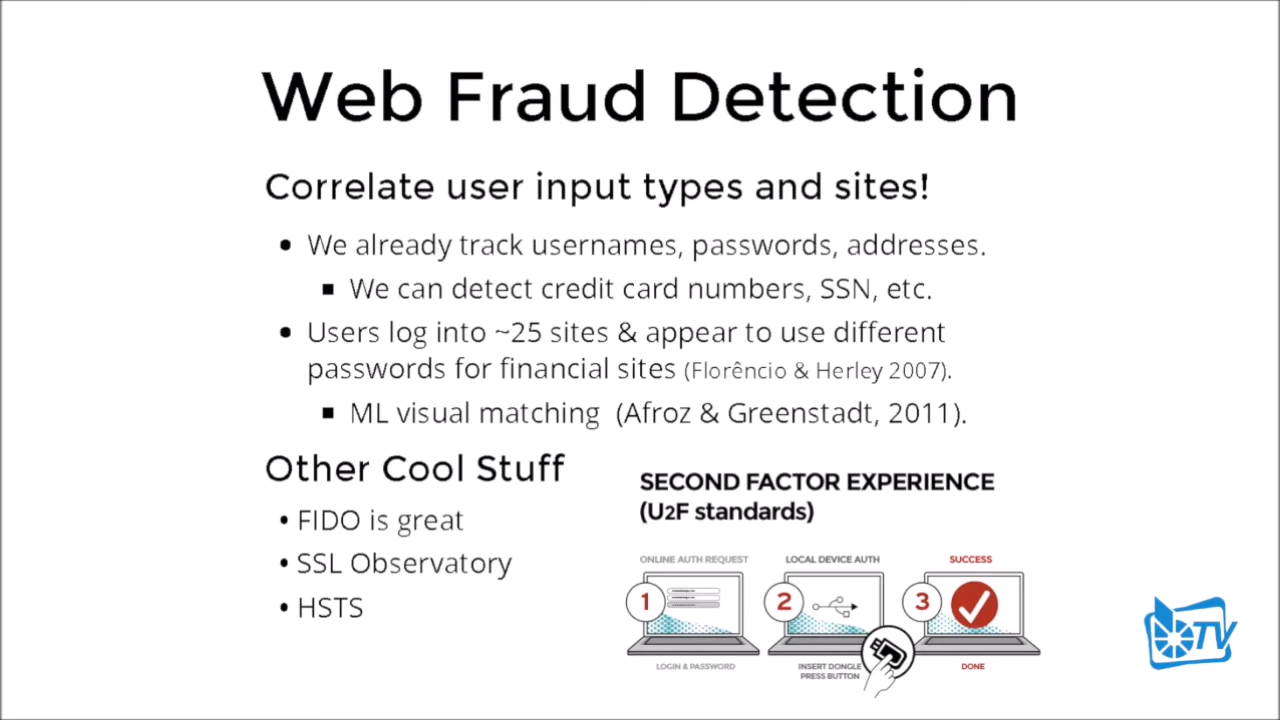 Web Fraud Detection
Correlate user input types and sites!
• We already track usernames, passwords, addresses.
▪ We can detect credit card numbers, SSN, etc.
• Users log into ~25 sites & appear to use different
passwords for financial sites (Florêncio & Herley 2007).
▪ ML visual matching (Afroz & Greenstadt, 2011).
Other Cool Stuff
• FIDO is great
• SSL Observatory
• HSTS
SECOND FACTOR EXPERIENCE
(U2F standards)
ONLINE AUTH REQUEST
LOCAL DEVICE AUTH
SUCCESS
1
2
3
LOGIN & PASSWORD
INSERT DONGLE
PRESS BUTTON
DONE
TV